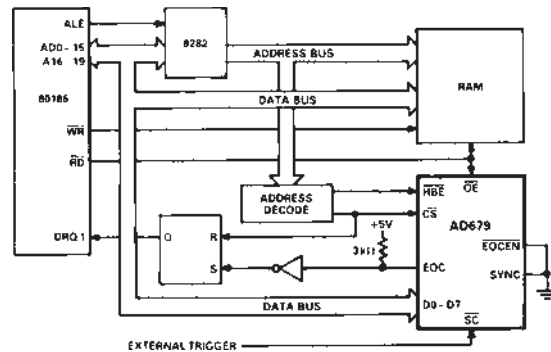 ALE
8282
AD0-15
A16-19
80186
ADDRESS BUS
RAM
DATA BUS
WR
RD
OE
ADDRESS DECODE
HBE
CS
AD679
+5V
3kΩ
DRQ 1
Q
R
S
EOC
EOCEN
SYNC
D0-D7
DATA BUS
SC
EXTERNAL TRIGGER